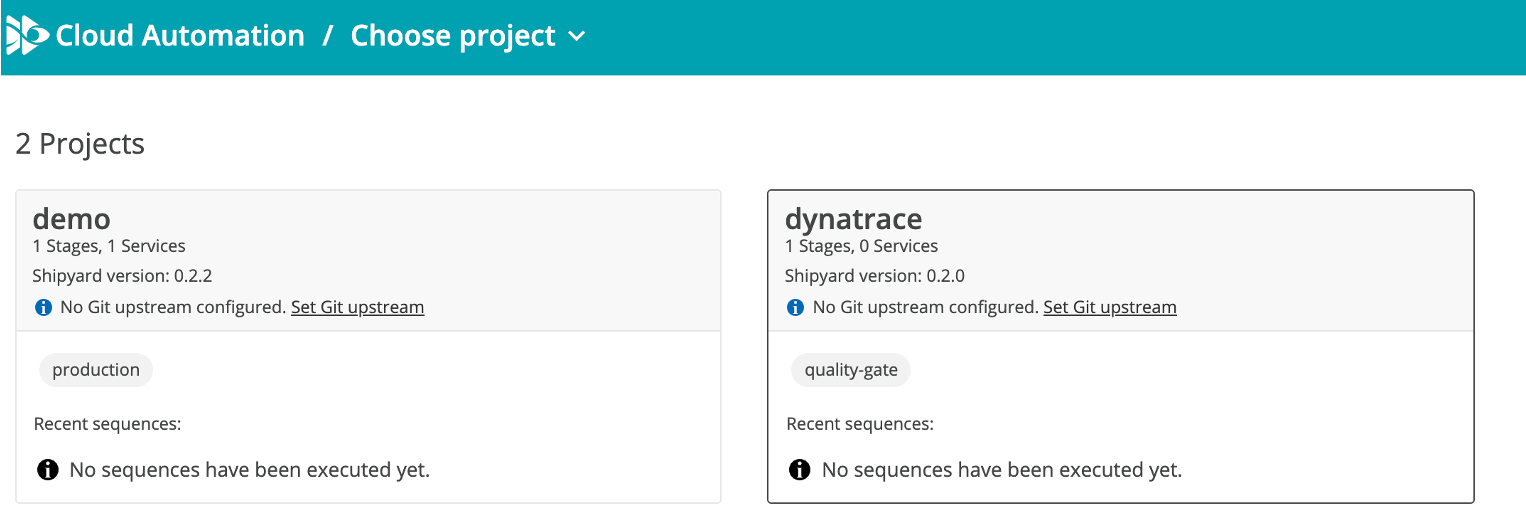 Cloud Automation / Choose project
2 Projects
demo
1 Stages, 1 Services
Shipyard version: 0.2.2
No Git upstream configured. Set Git upstream
production
Recent sequences:
No sequences have been executed yet.
dynatrace
1 Stages, 0 Services
Shipyard version: 0.2.0
No Git upstream configured. Set Git upstream
quality-gate
Recent sequences:
No sequences have been executed yet.